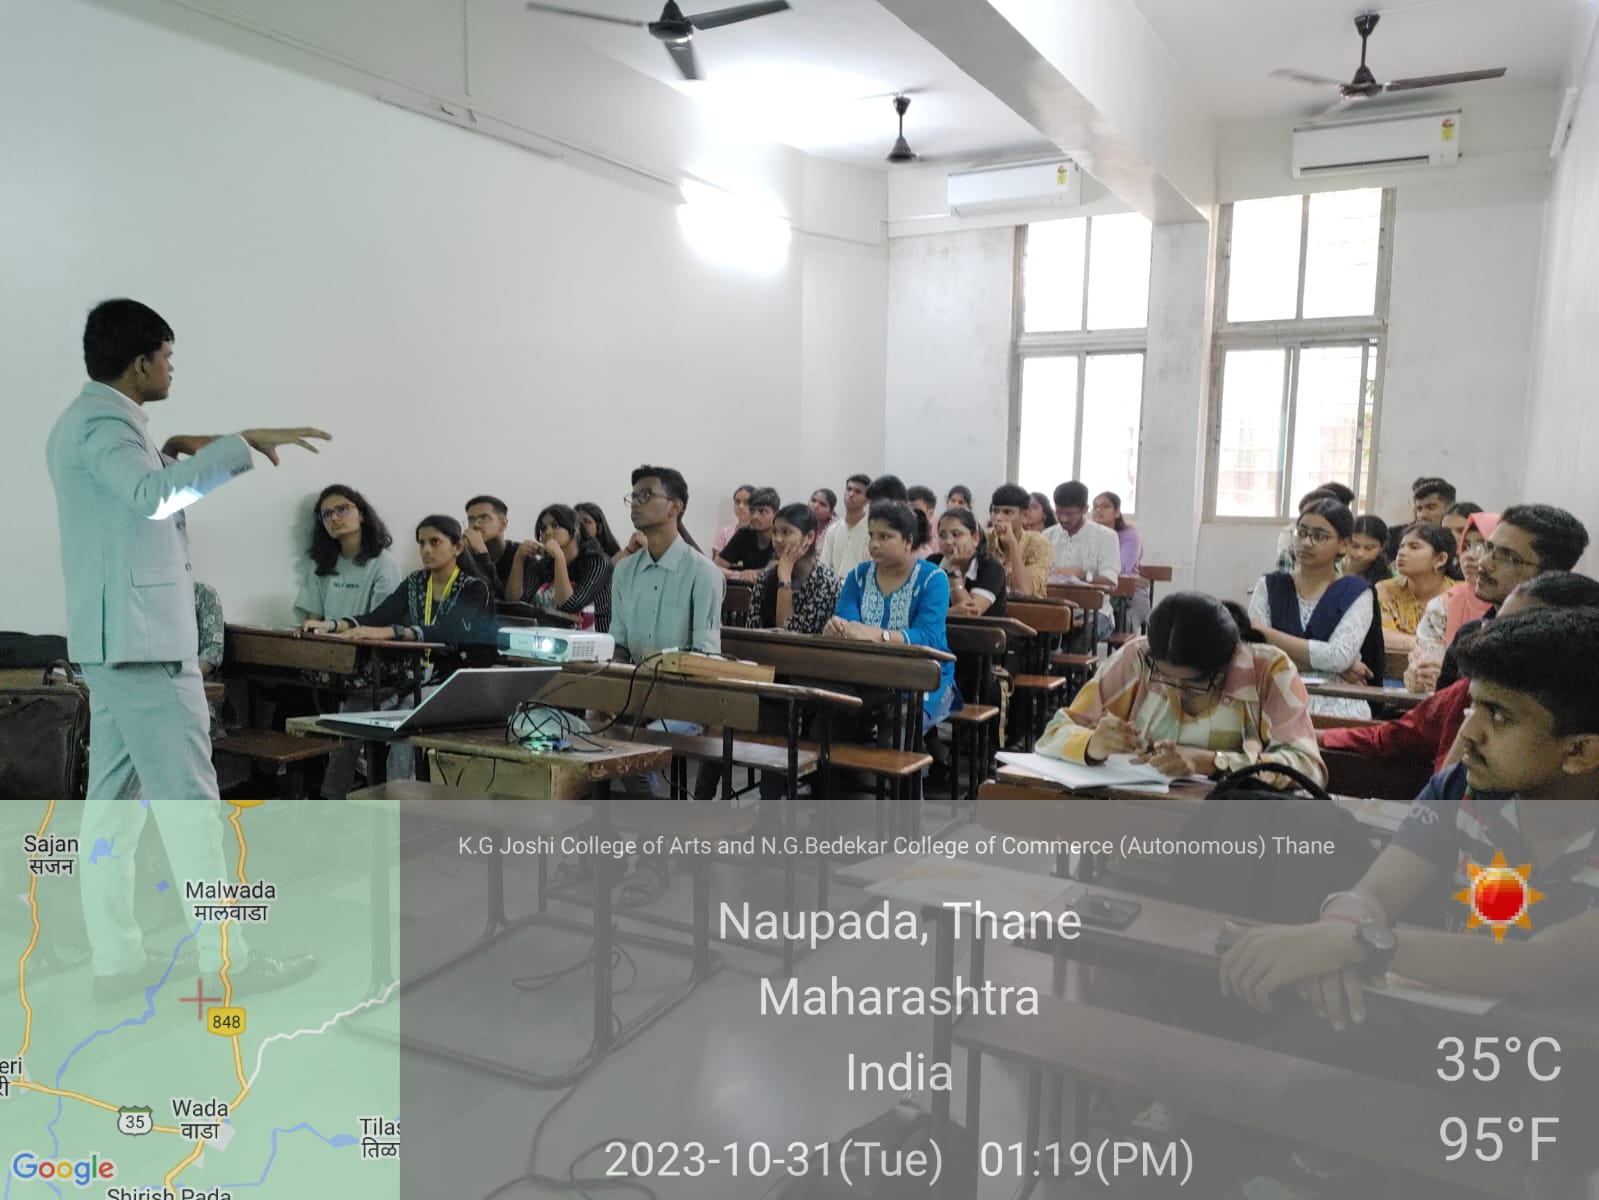 K.G Joshi College of Arts and N.G.Bedekar College of Commerce (Autonomous) Thane
Naupada, Thane
Maharashtra
India
2023-10-31(Tue) 01:19(PM)
35°C
95°F
Sajan
सजन
Malwada
मालवाडा
848
eri
री
Wada
वाडा
35
Tilas
तिळ
Google
Shirish Pada